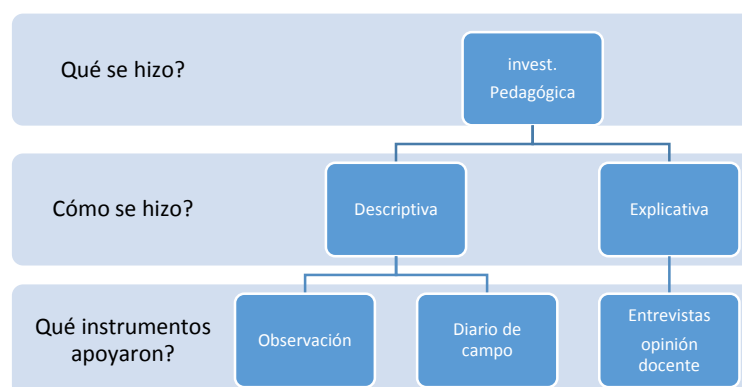 Qué se hizo?
invest.
Pedagógica
Cómo se hizo?
Descriptiva
Explicativa
Qué instrumentos
apoyaron?
Observación
Diario de
campo
Entrevistas
opinión
docente